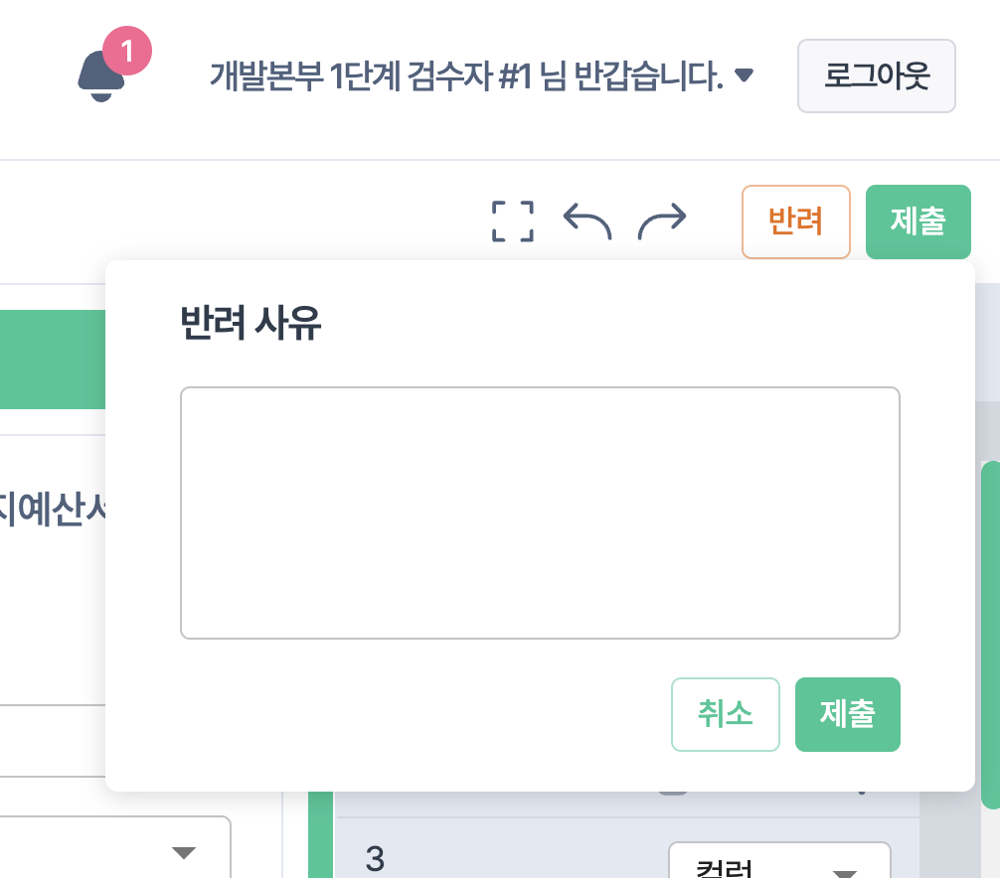 1
개발본부 1단계 검수자 #1 님 반갑습니다.
로그아웃
반려
제출
반려 사유
지예산서
취소
제출
3
컬럼